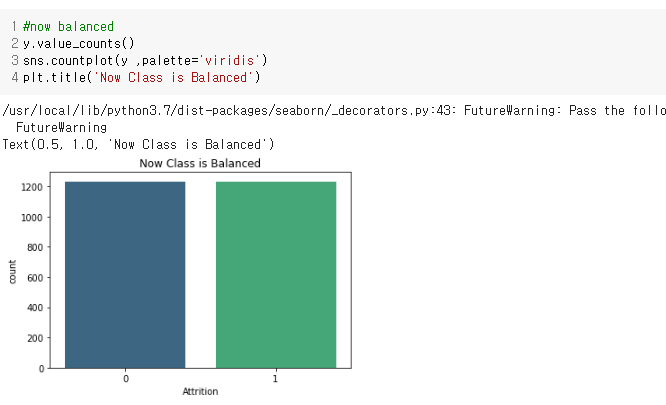 1 #now balanced
2 y.value_counts()
3 sns.countplot(y ,palette='viridis')
4 plt.title('Now Class is Balanced')
/usr/local/lib/python3.7/dist-packages/seaborn/_decorators.py:43: FutureWarning: Pass the follo
FutureWarning
Text(0.5, 1.0, 'Now Class is Balanced')
Now Class is Balanced
1200
1000
800
600
400
200
0
count
0 1
Attrition